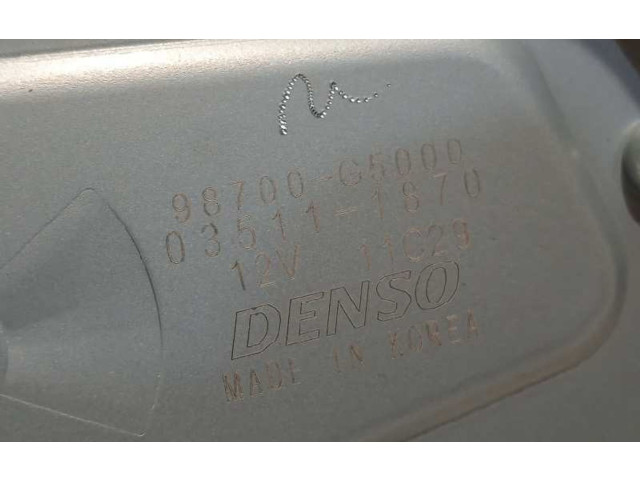 98700-G5000
03511-1870
12V 11C29
DENSO
MADE IN KOREA